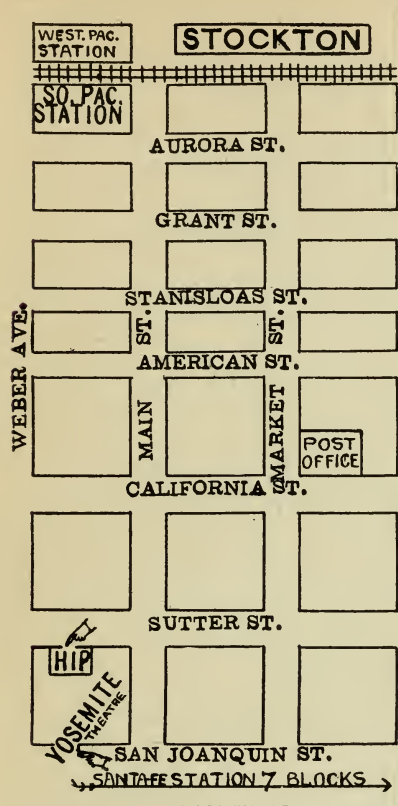 WEST. PAC.
STATION
STOCKTON
SO. PAC.
STATION
AURORA ST.
GRANT ST.
STANISLOAS ST.
WEBER AVE.
MAIN ST.
MARKET ST.
AMERICAN ST.
POST
OFFICE
CALIFORNIA ST.
SUTTER ST.
HIP
YOSEMITE
THEATRE
SAN JOANQUIN ST.
SANTA FE STATION 7 BLOCKS